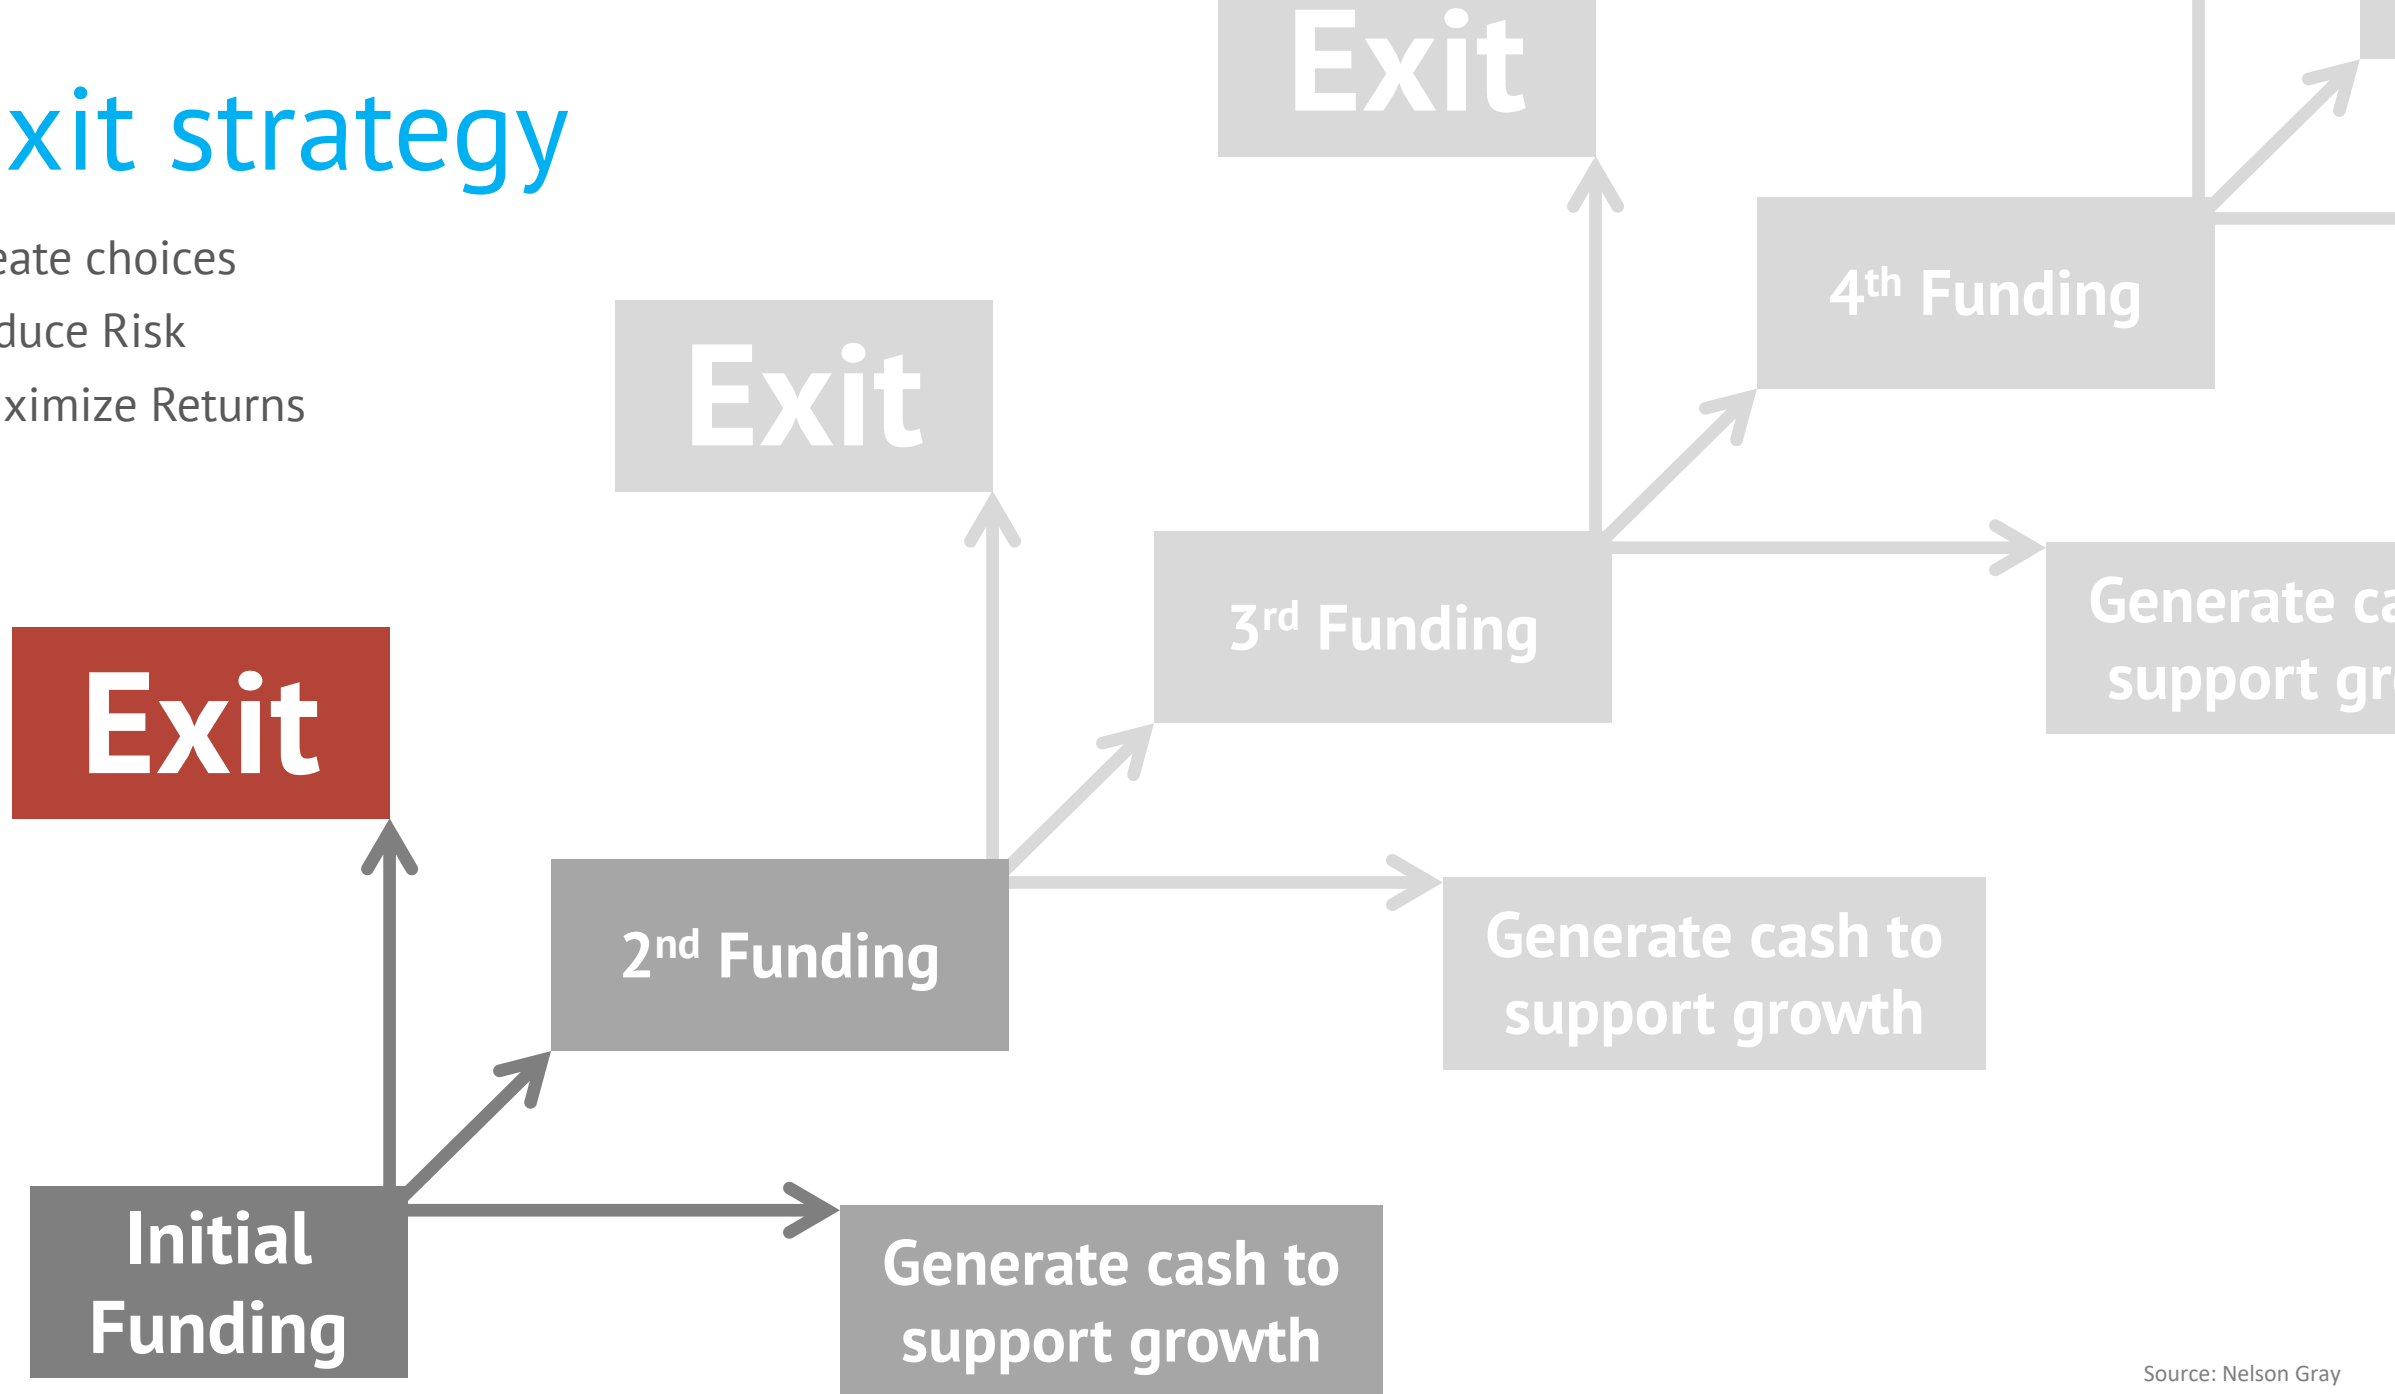 xit strategy
eate choices
duce Risk
ximize Returns
Exit
Exit
4th Funding
3rd Funding
Generate ca
support gr
Exit
2nd Funding
Generate cash to
support growth
Initial
Funding
Generate cash to
support growth
Source: Nelson Gray